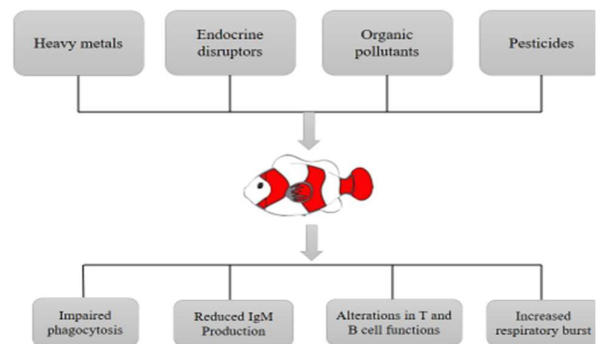 Heavy metals
Endocrine
disruptors
Organic
pollutants
Pesticides
Impaired
phagocytosis
Reduced IgM
Production
Alterations in T and
B cell functions
Increased
respiratory burst